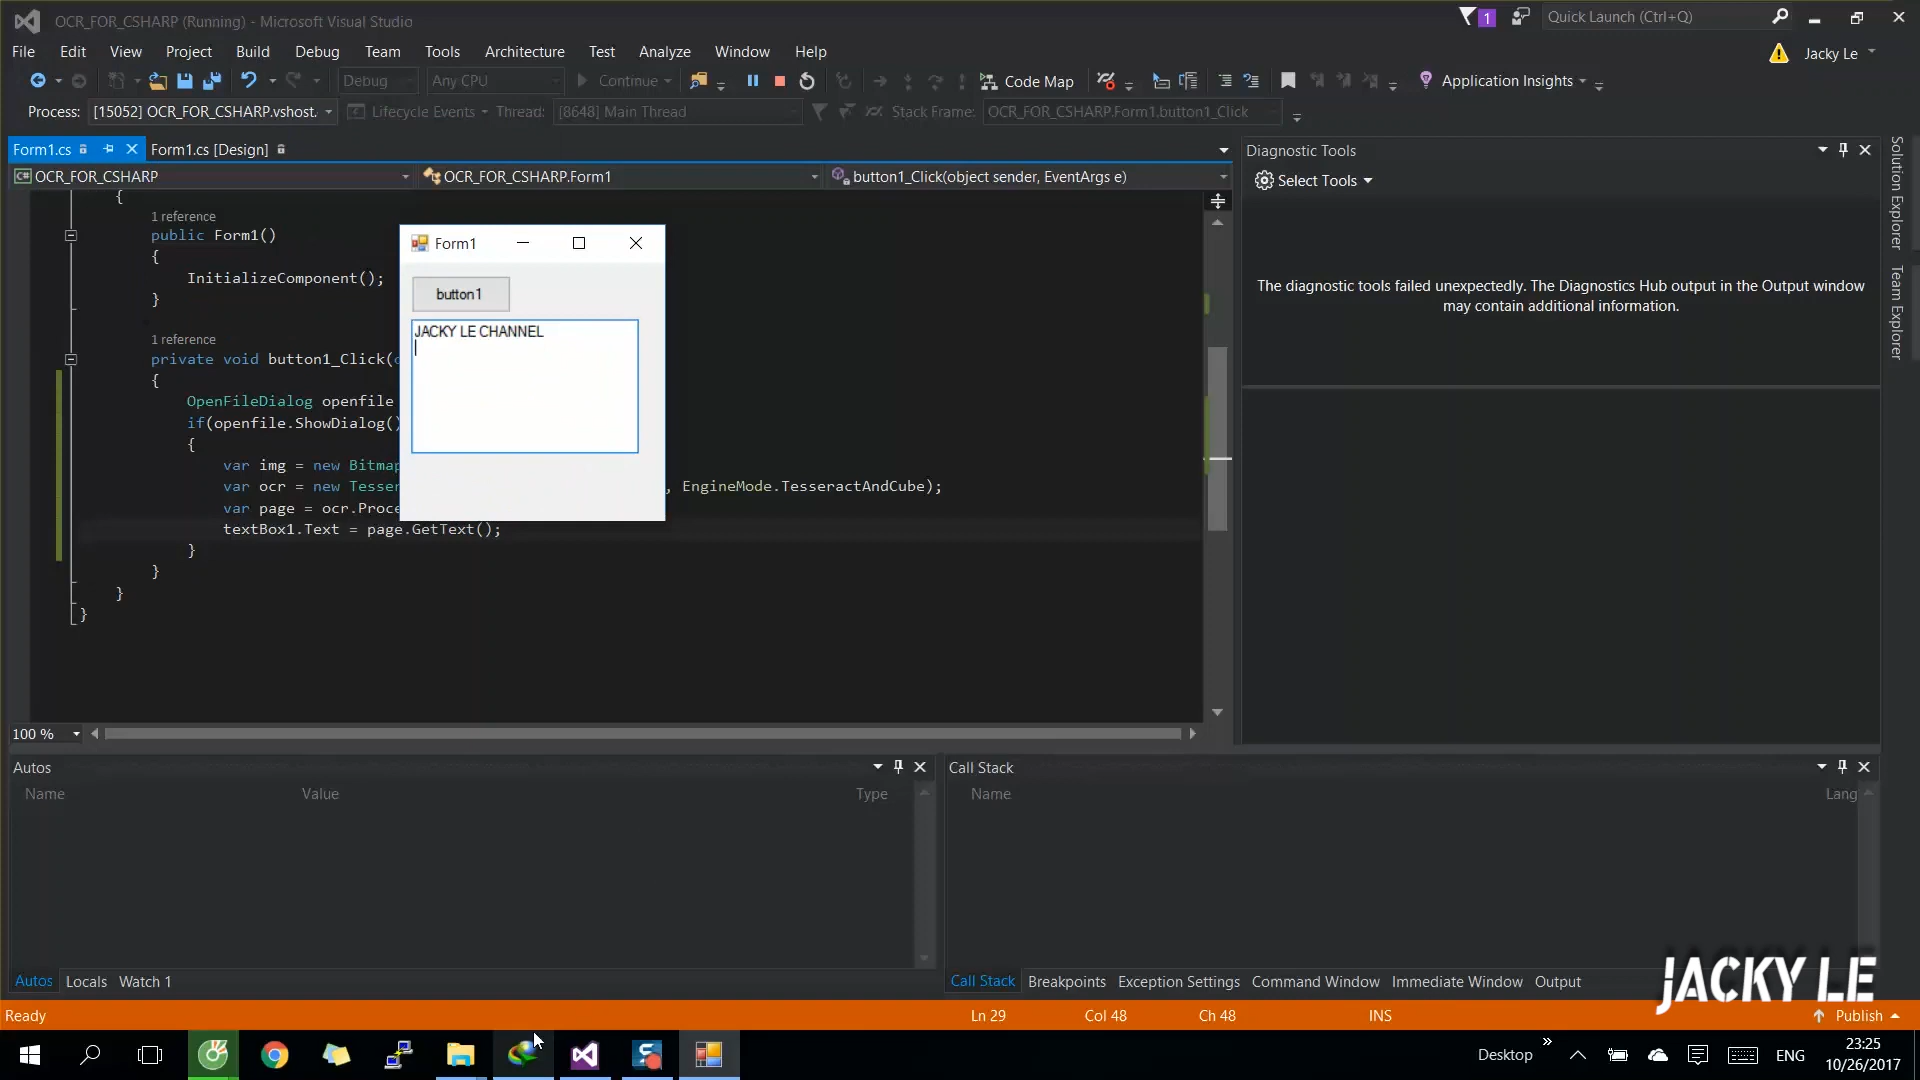 OCR_FOR_CSHARP (Running) - Microsoft Visual Studio
1
Quick Launch (Ctrl+Q)
File Edit View Project Build Debug Team Tools Architecture Test Analyze Window Help
Jacky Le
Debug Any CPU Continue Code Map Application Insights
Process: [15052] OCR_FOR_CSHARP.vshost. Lifecycle Events Thread: [8648] Main Thread Stack Frame: OCR_FOR_CSHARP.Form1.button1_Click
Form1.cs Form1.cs [Design]
OCR_FOR_CSHARP OCR_FOR_CSHARP.Form1 button1_Click(object sender, EventArgs e)
{
1 reference
public Form1()
{
InitializeComponent();
}
1 reference
private void button1_Click(
{
OpenFileDialog openfile
if(openfile.ShowDialog()
{
var img = new Bitmap
var ocr = new Tesser , EngineMode.TesseractAndCube);
var page = ocr.Proce
textBox1.Text = page.GetText();
}
}
}
}
Form1
button1
JACKY LE CHANNEL
Diagnostic Tools
Select Tools
The diagnostic tools failed unexpectedly. The Diagnostics Hub output in the Output window
may contain additional information.
Solution Explorer
Team Explorer
100 %
Autos
Name Value Type
Autos Locals Watch 1
Call Stack
Name Lang
Call Stack Breakpoints Exception Settings Command Window Immediate Window Output
JACKY LE
Ready Ln 29 Col 48 Ch 48 INS Publish
Desktop ENG
23:25
10/26/2017